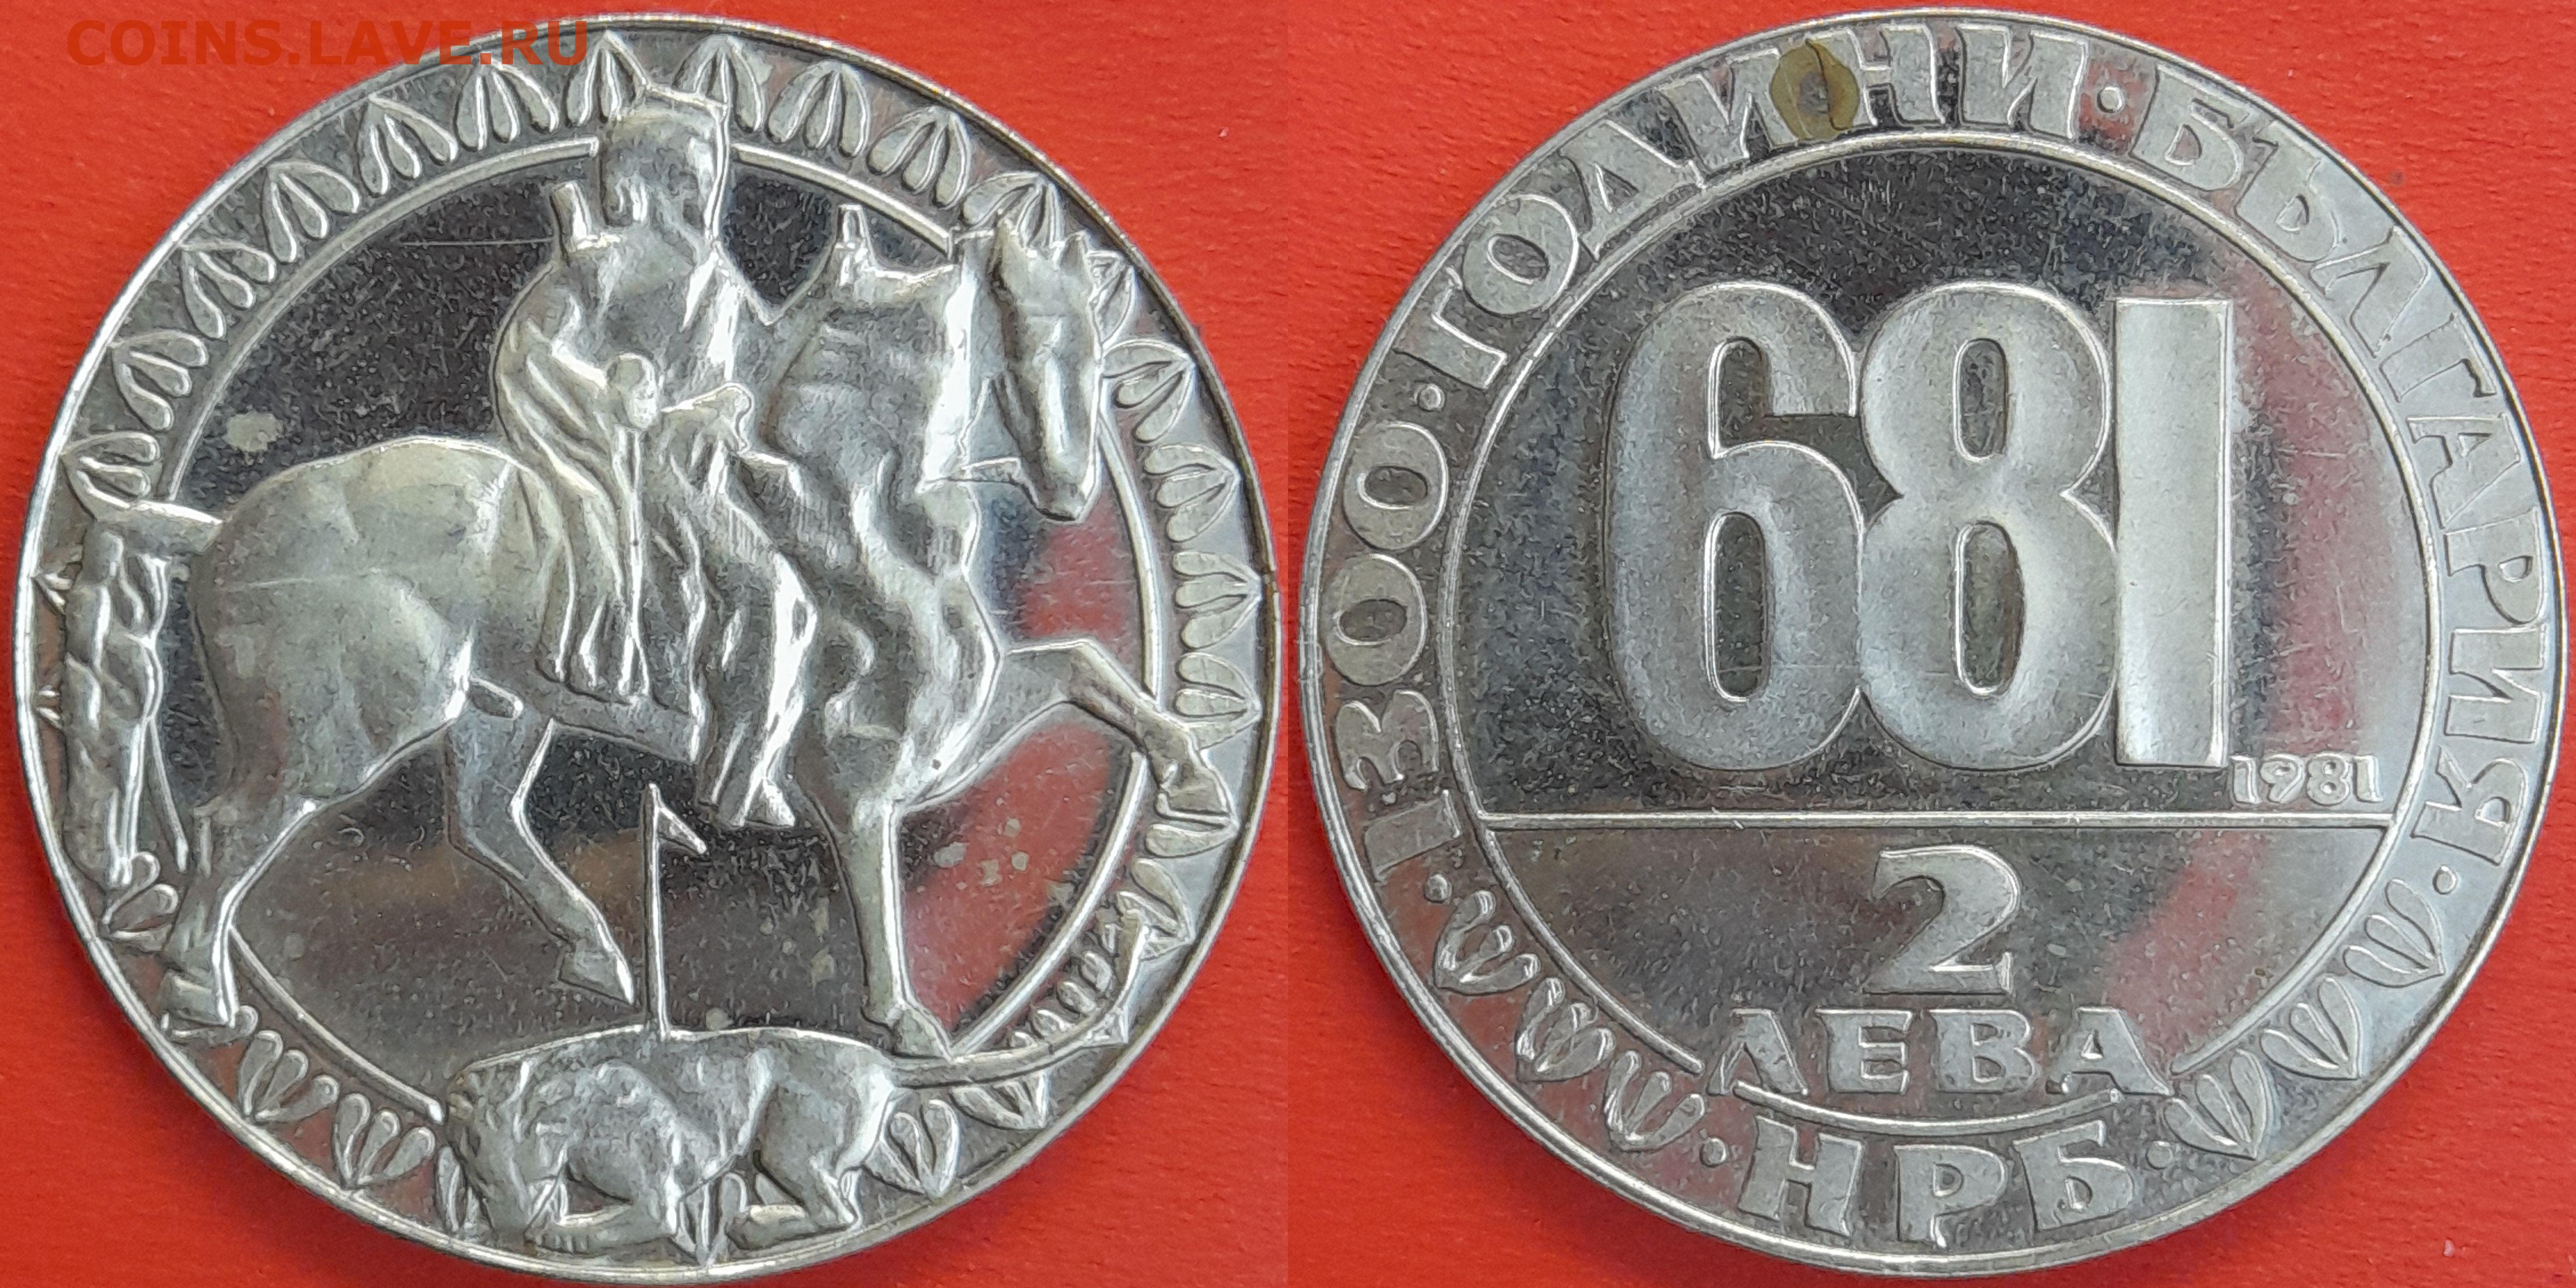 COINS.LAVE.RU
·1300·ГОДИНИ·БЪЛГАРИЯ·
681
1981
2
ЛЕВА
·НРБ·